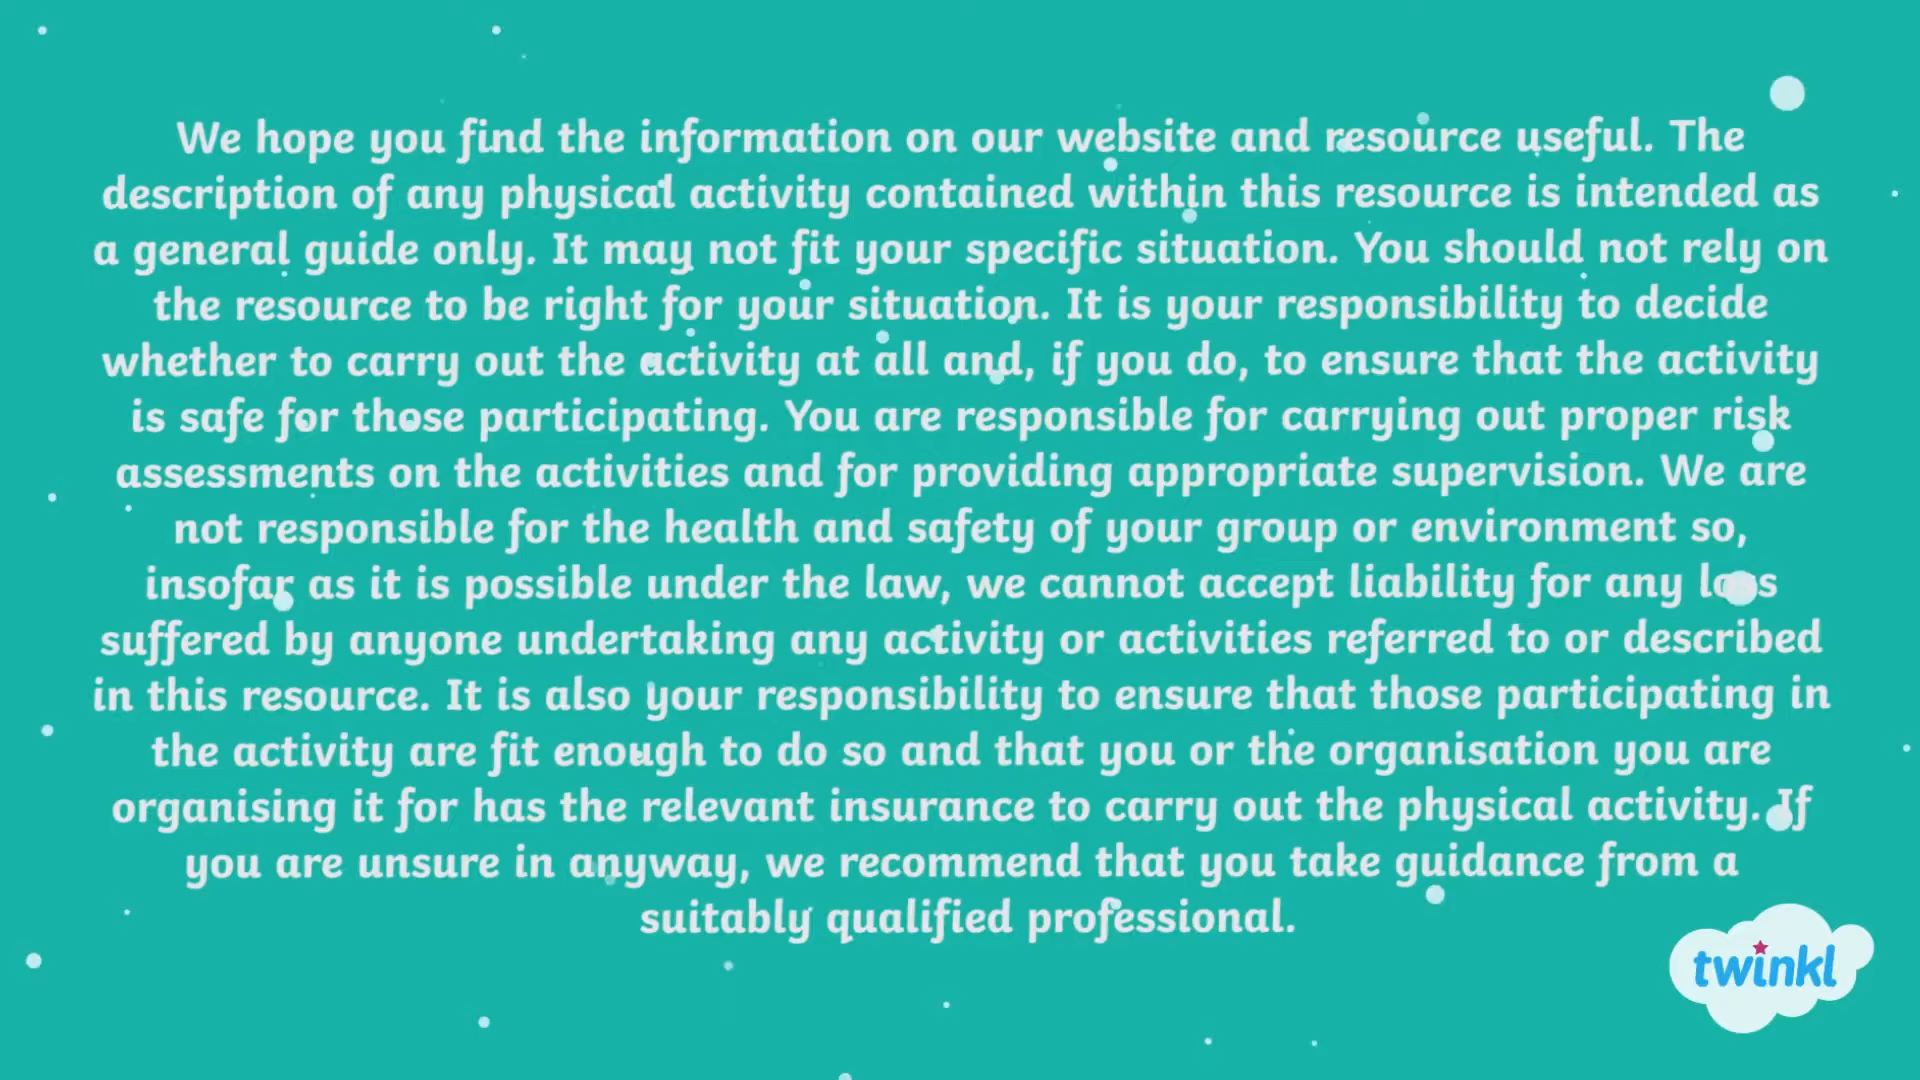 We hope you find the information on our website and resource useful. The
description of any physical activity contained within this resource is intended as
a general guide only. It may not fit your specific situation. You should not rely on
the resource to be right for your situation. It is your responsibility to decide
whether to carry out the activity at all and, if you do, to ensure that the activity
is safe for those participating. You are responsible for carrying out proper risk
assessments on the activities and for providing appropriate supervision. We are
not responsible for the health and safety of your group or environment so,
insofar as it is possible under the law, we cannot accept liability for any loss
suffered by anyone undertaking any activity or activities referred to or described
in this resource. It is also your responsibility to ensure that those participating in
the activity are fit enough to do so and that you or the organisation you are
organising it for has the relevant insurance to carry out the physical activity. If
you are unsure in anyway, we recommend that you take guidance from a
suitably qualified professional.
twinkl